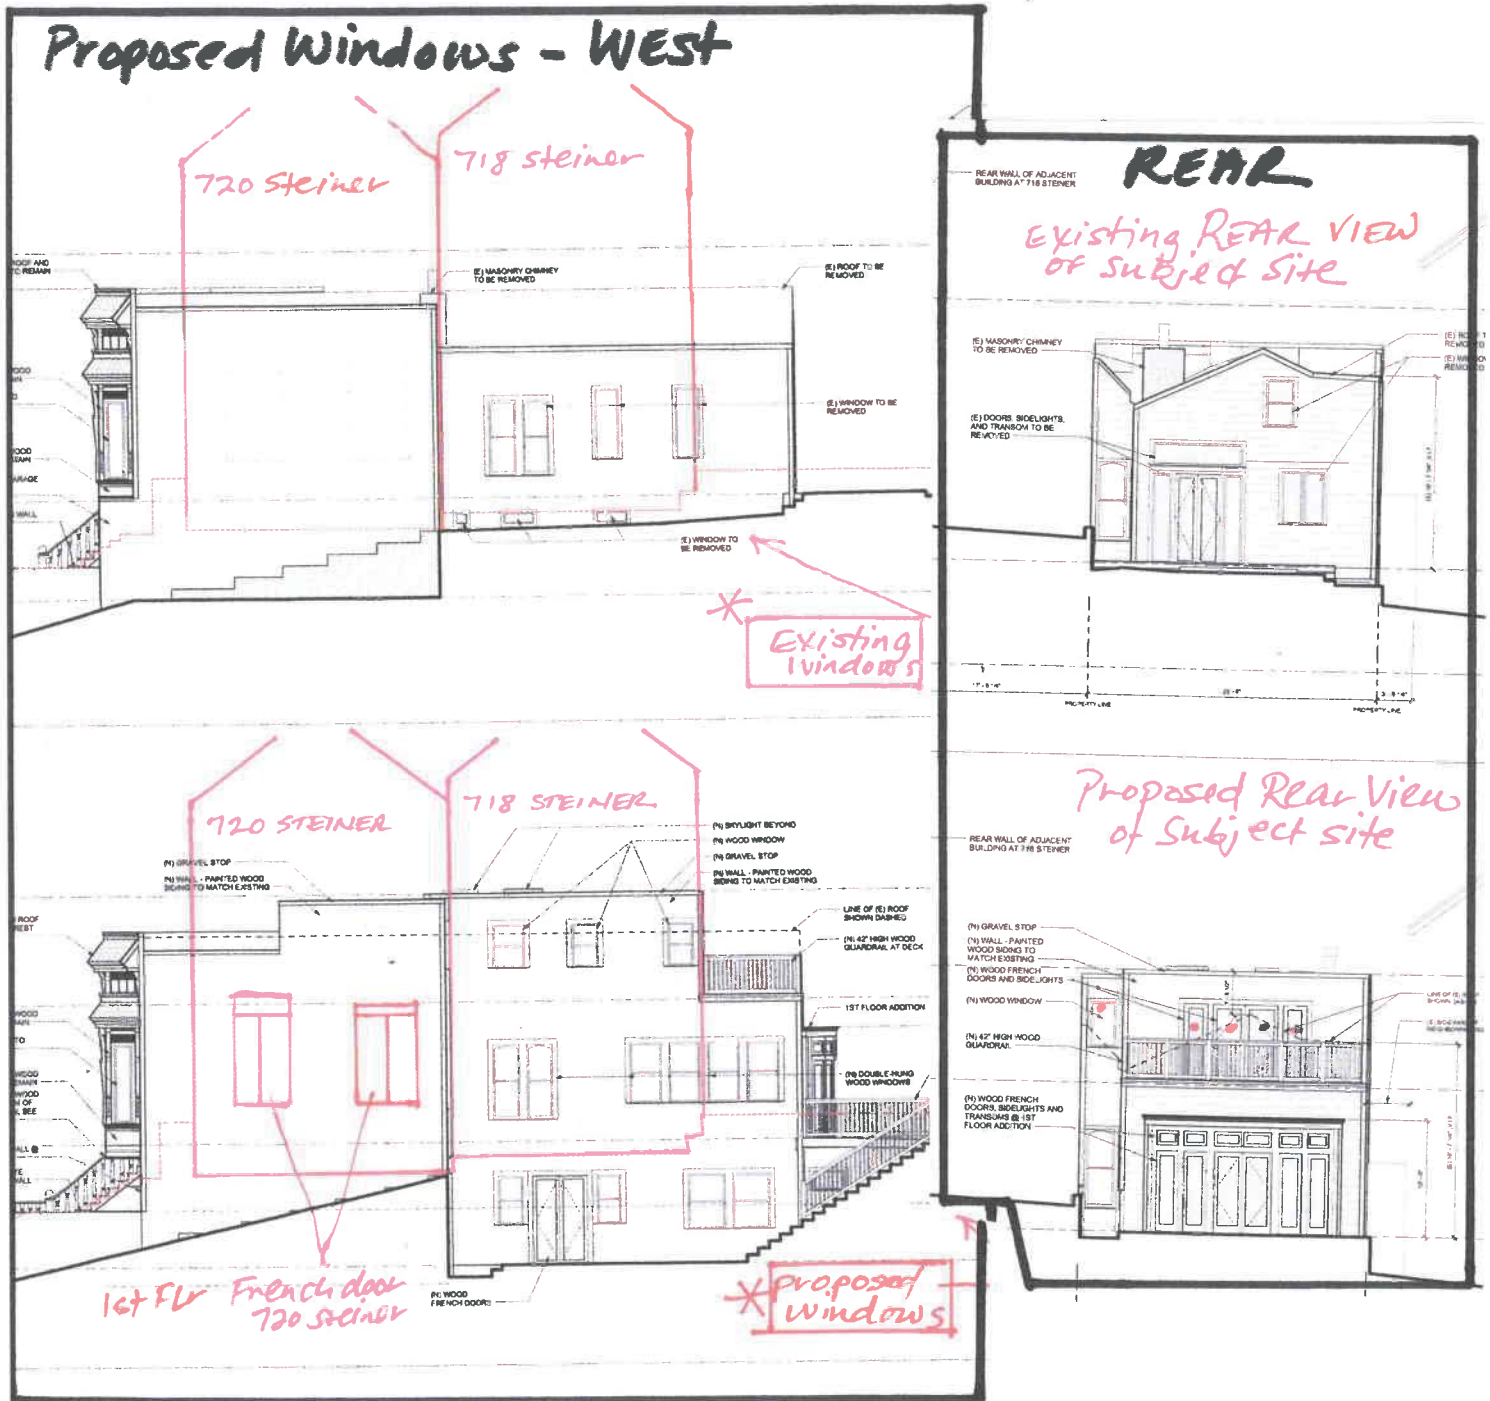 Proposed Windows - WEST
720 Steiner
718 steiner
ROOF AND
TO REMAIN
(E) MASONRY CHIMNEY
TO BE REMOVED
(E) ROOF TO BE
REMOVED
(E) WINDOW TO BE
REMOVED
WALL
(E) WINDOW TO
BE REMOVED
*
Existing
Windows
720 STEINER
718 STEINER
(N) GRAVEL STOP
(N) WALL - PAINTED WOOD
SIDING TO MATCH EXISTING
(N) SKYLIGHT BEYOND
(N) WOOD WINDOW
(N) GRAVEL STOP
(N) WALL - PAINTED WOOD
SIDING TO MATCH EXISTING
LINE OF (E) ROOF
SHOWN DASHED
(N) 42" HIGH WOOD
GUARDRAIL AT DECK
1ST FLOOR ADDITION
(N) DOUBLE-HUNG
WOOD WINDOWS
(N) WOOD
FRENCH DOORS
1st Flr French door
720 steiner
* proposed
windows
REAR WALL OF ADJACENT
BUILDING AT 718 STEINER
REAR
Existing REAR VIEW
of Subject Site
(E) MASONRY CHIMNEY
TO BE REMOVED
(E) DOORS, SIDELIGHTS,
AND TRANSOM TO BE
REMOVED
PROPERTY LINE
PROPERTY LINE
Proposed Rear View
of Subject site
REAR WALL OF ADJACENT
BUILDING AT 718 STEINER
(N) GRAVEL STOP
(N) WALL - PAINTED
WOOD SIDING TO
MATCH EXISTING
(N) WOOD FRENCH
DOORS AND SIDELIGHTS
(N) WOOD WINDOW
(N) 42" HIGH WOOD
GUARDRAIL
(N) WOOD FRENCH
DOORS, SIDELIGHTS AND
TRANSOMS @ 1ST
FLOOR ADDITION